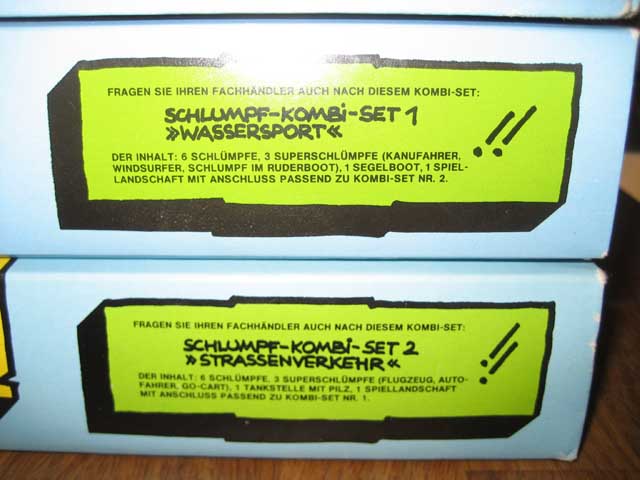 FRAGEN SIE IHREN FACHHÄNDLER AUCH NACH DIESEM KOMBI-SET:
SCHLUMPF-KOMBi-SET 1
»WASSERSPORT«
DER INHALT: 6 SCHLÜMPFE, 3 SUPERSCHLÜMPFE (KANUFAHRER,
WINDSURFER, SCHLUMPF IM RUDERBOOT), 1 SEGELBOOT, 1 SPIEL-
LANDSCHAFT MIT ANSCHLUSS PASSEND ZU KOMBI-SET NR. 2.
!!
FRAGEN SIE IHREN FACHHÄNDLER AUCH NACH DIESEM KOMBI-SET:
SCHLUMPF-KOMBi-SET 2
»STRASSENVERKEHR«
DER INHALT: 6 SCHLÜMPFE, 3 SUPERSCHLÜMPFE (FLUGZEUG, AUTO-
FAHRER, GO-CART), 1 TANKSTELLE MIT PILZ, 1 SPIELLANDSCHAFT
MIT ANSCHLUSS PASSEND ZU KOMBI-SET NR. 1.
!!